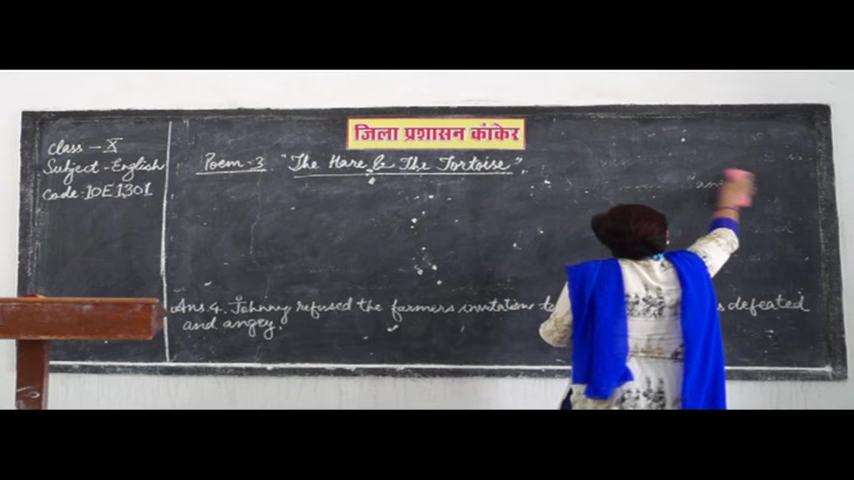 जिला प्रशासन कांकेर
class - X
Subject - English
Code - 10E1301
Poem - 3 "The Hare & The Tortoise".
Ans. 4. Johnny refused the farmers invitation to defeated
and angry.